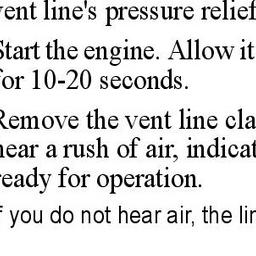 vent line's pressure relief
Start the engine. Allow it
for 10-20 seconds.
Remove the vent line cla
hear a rush of air, indicat
ready for operation.
f you do not hear air, the lin